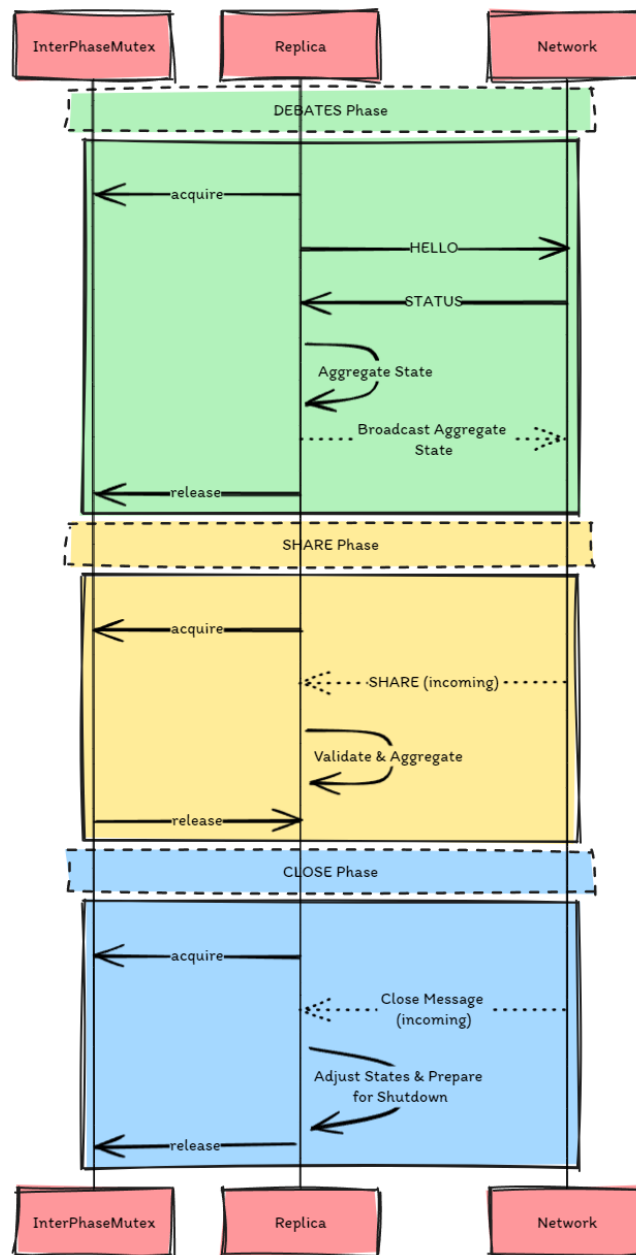 InterPhaseMutex
Replica
Network
DEBATES Phase
acquire
HELLO
STATUS
Aggregate State
Broadcast Aggregate
State
release
SHARE Phase
acquire
SHARE (incoming)
Validate & Aggregate
release
CLOSE Phase
acquire
Close Message
(incoming)
Adjust States & Prepare
for Shutdown
release
InterPhaseMutex
Replica
Network